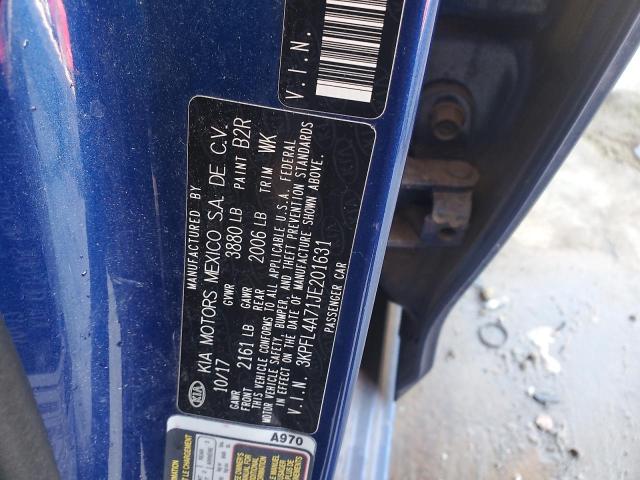 V.I.N.
KIA
MANUFACTURED BY
KIA MOTORS MEXICO S.A. DE C.V.
10/17 GVWR 3880 LB PAINT B2R
GAWR FRONT 2161 LB GAWR REAR 2006 LB TRIM WK
THIS VEHICLE CONFORMS TO ALL APPLICABLE U.S.A. FEDERAL
MOTOR VEHICLE SAFETY, BUMPER, AND THEFT PREVENTION STANDARDS
IN EFFECT ON THE DATE OF MANUFACTURE SHOWN ABOVE.
V.I.N. 3KPFL4A71JE201631
PASSENGER CAR
A970